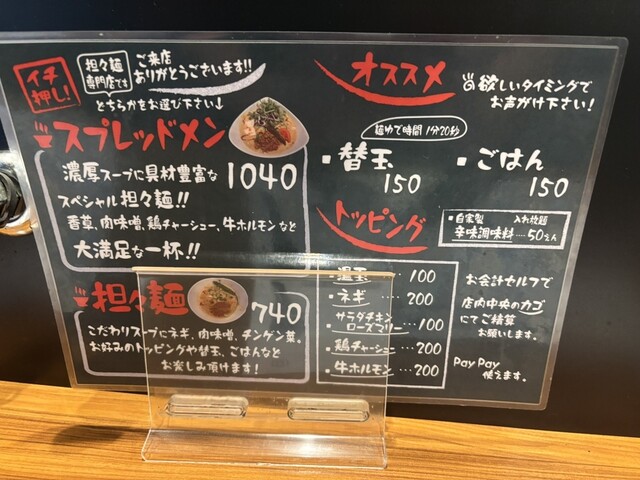 イチ押し!
担々麺
専門店です
ご来店
ありがとうございます!!
どちらかをお選び下さい↓
スプレッドメン
濃厚スープに具材豊富な
1040
スペシャル担々麺!!
香草、肉味噌、鶏チャーシュー、牛ホルモンなど
大満足な一杯!!
担々麺
740
こだわりスープにネギ、肉味噌、チンゲン菜。
お好みのトッピングや替玉、ごはんなど
お楽しみ頂けます!
オススメ
欲しいタイミングで
お声がけ下さい!
麺ゆで時間 1分20秒
・替玉
150
・ごはん
150
トッピング
・自家製 入れ放題
辛味調味料‥‥50えん
・温玉‥‥100
・ネギ‥‥200
・サラダチキン
ローズマリー‥‥100
・鶏チャーシュー‥‥200
・牛ホルモン‥‥200
お会計セルフで
店内中央のカゴ
にてご精算
お願いします。
PayPay
使えます。